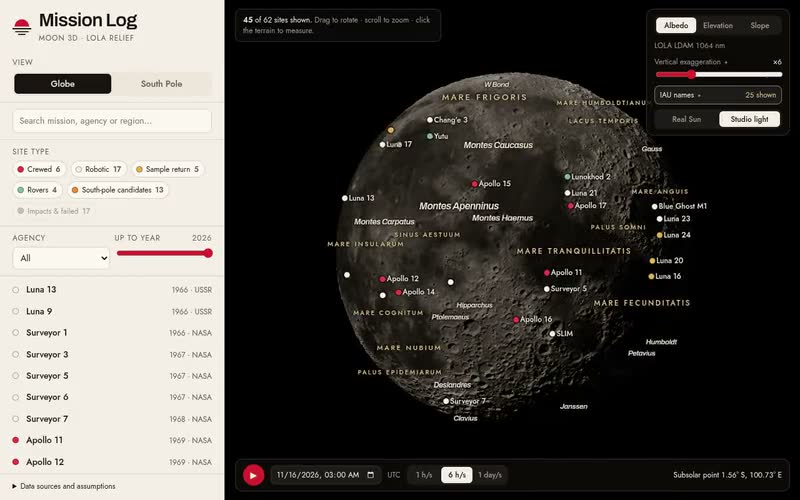 Mission Log
MOON 3D · LOLA RELIEF
VIEW
Globe South Pole
Search mission, agency or region...
SITE TYPE
Crewed 6 Robotic 17 Sample return 5
Rovers 4 South-pole candidates 13
Impacts & failed 17
AGENCY UP TO YEAR 2026
All
Luna 13 1966 · USSR
Luna 9 1966 · USSR
Surveyor 1 1966 · NASA
Surveyor 3 1967 · NASA
Surveyor 5 1967 · NASA
Surveyor 6 1967 · NASA
Surveyor 7 1968 · NASA
Apollo 11 1969 · NASA
Apollo 12 1969 · NASA
Data sources and assumptions
45 of 62 sites shown. Drag to rotate · scroll to zoom · click
the terrain to measure.
Albedo Elevation Slope
LOLA LDAM 1064 nm
Vertical exaggeration ×6
IAU names 25 shown
Real Sun Studio light
W Bond
MARE FRIGORIS
MARE HUMBOLDTIANUM
LACUS TEMPORIS
Chang'e 3
Yutu
Luna 17
Montes Caucasus
Gauss
Lunokhod 2
Apollo 15
Luna 21
MARE ANGUIS
Luna 13
Montes Apenninus
Apollo 17
Blue Ghost M1
Montes Carpatus
Montes Haemus
Luna 23
PALUS SOMNI
SINUS AESTUUM
Luna 24
MARE INSULARUM
MARE TRANQUILLITATIS
Luna 20
Apollo 12
Apollo 11
Luna 16
Apollo 14
Surveyor 5
Hipparchus
MARE FECUNDITATIS
MARE COGNITUM
Ptolemaeus
Apollo 16
SLIM
Humboldt
MARE NUBIUM
Petavius
PALUS EPIDEMIARUM
Deslandres
Surveyor 7
Janssen
Clavius
11/16/2026, 03:00 AM UTC 1 h/s 6 h/s 1 day/s Subsolar point 1.56° S, 100.73° E